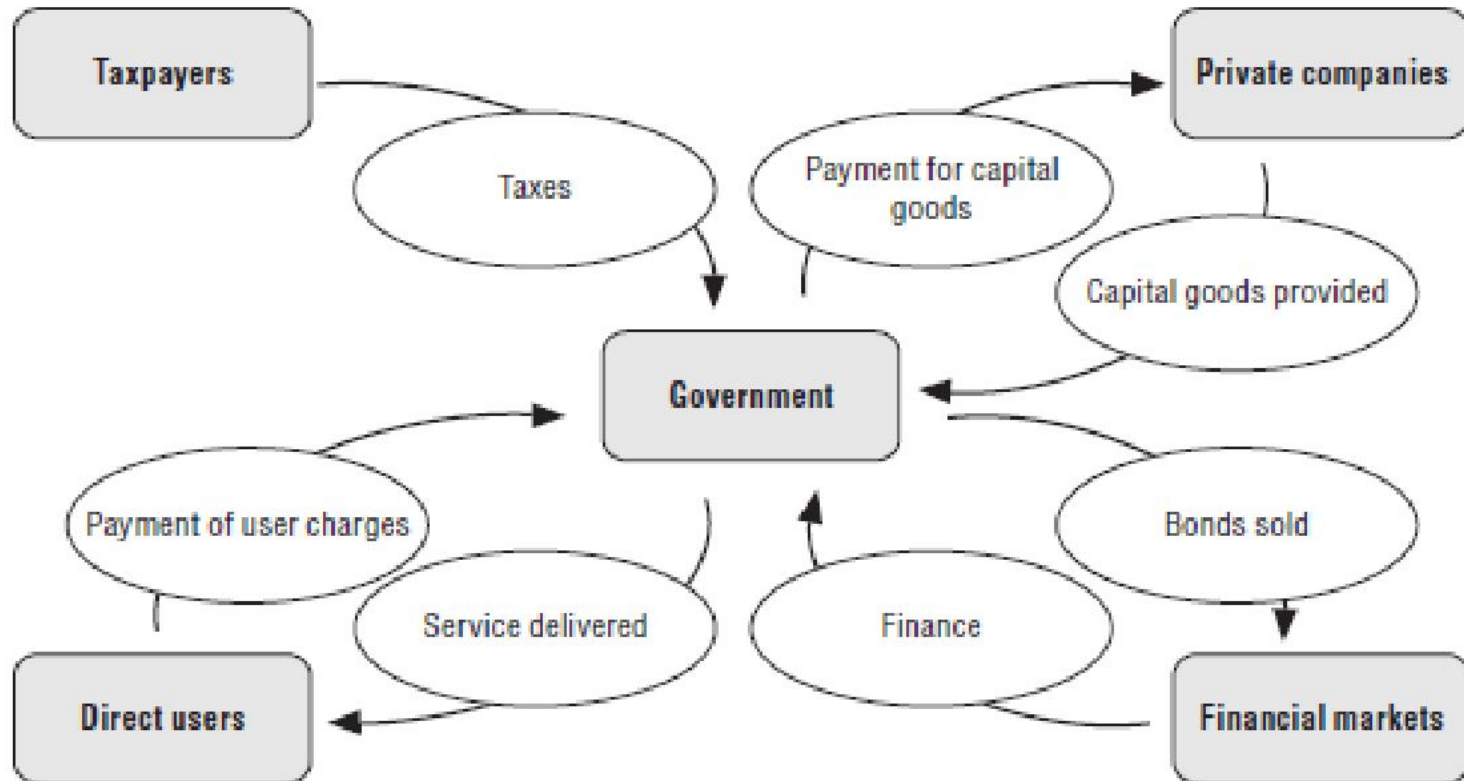 Taxpayers
Private companies
Taxes
Payment for capital
goods
Capital goods provided
Government
Payment of user charges
Bonds sold
Service delivered
Finance
Direct users
Financial markets